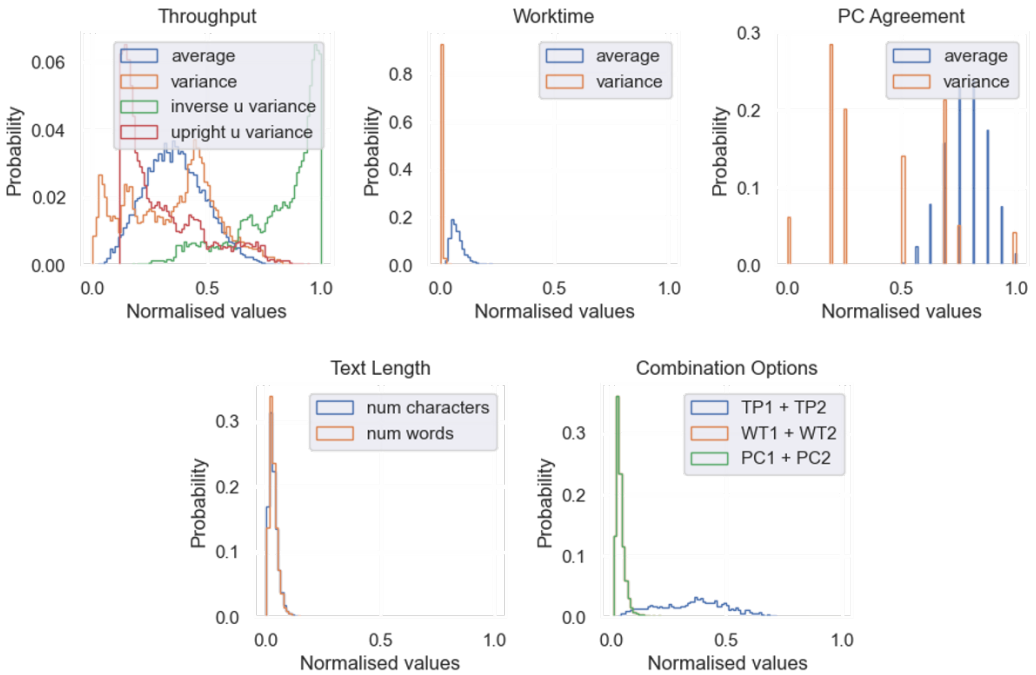 Throughput
0.06
0.04
0.02
0.00
Probability
average
variance
inverse u variance
upright u variance
0.0 0.5 1.0
Normalised values
Worktime
0.8
0.6
0.4
0.2
0.0
Probability
average
variance
0.0 0.5 1.0
Normalised values
PC Agreement
0.3
0.2
0.1
0.0
Probability
average
variance
0.0 0.5 1.0
Normalised values
Text Length
0.3
0.2
0.1
0.0
Probability
num characters
num words
0.0 0.5 1.0
Normalised values
Combination Options
0.3
0.2
0.1
0.0
Probability
TP1 + TP2
WT1 + WT2
PC1 + PC2
0.0 0.5 1.0
Normalised values